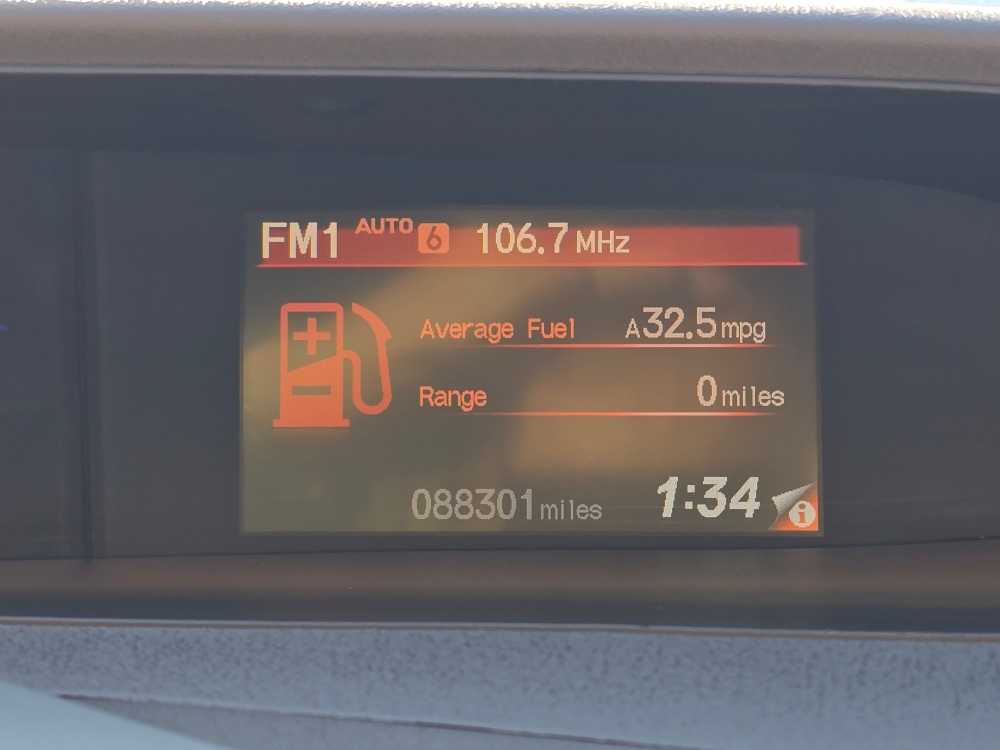 FM1 AUTO 6 106.7 MHz
Average Fuel A32.5 mpg
Range 0 miles
088301 miles 1:34 i